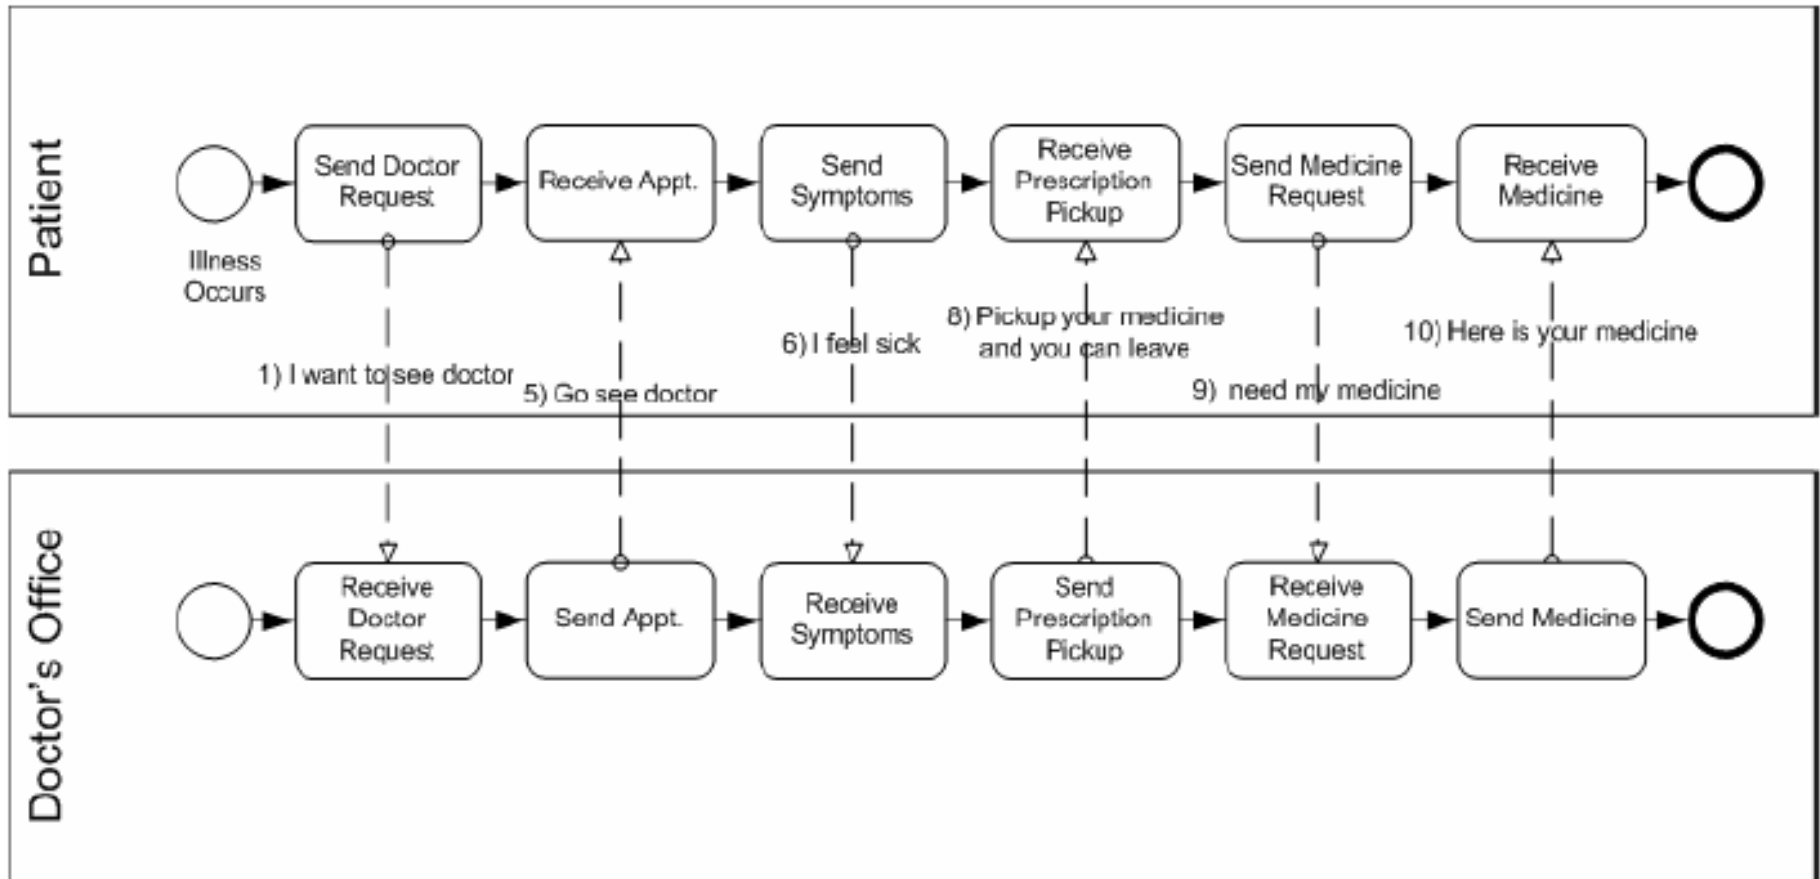 Patient
Illness
Occurs
Send Doctor
Request
Receive Appt.
Send
Symptoms
Receive
Prescription
Pickup
Send Medicine
Request
Receive
Medicine
1) I want to see doctor
5) Go see doctor
6) I feel sick
8) Pickup your medicine
and you can leave
9) need my medicine
10) Here is your medicine
Doctor's Office
Receive
Doctor
Request
Send Appt.
Receive
Symptoms
Send
Prescription
Pickup
Receive
Medicine
Request
Send Medicine